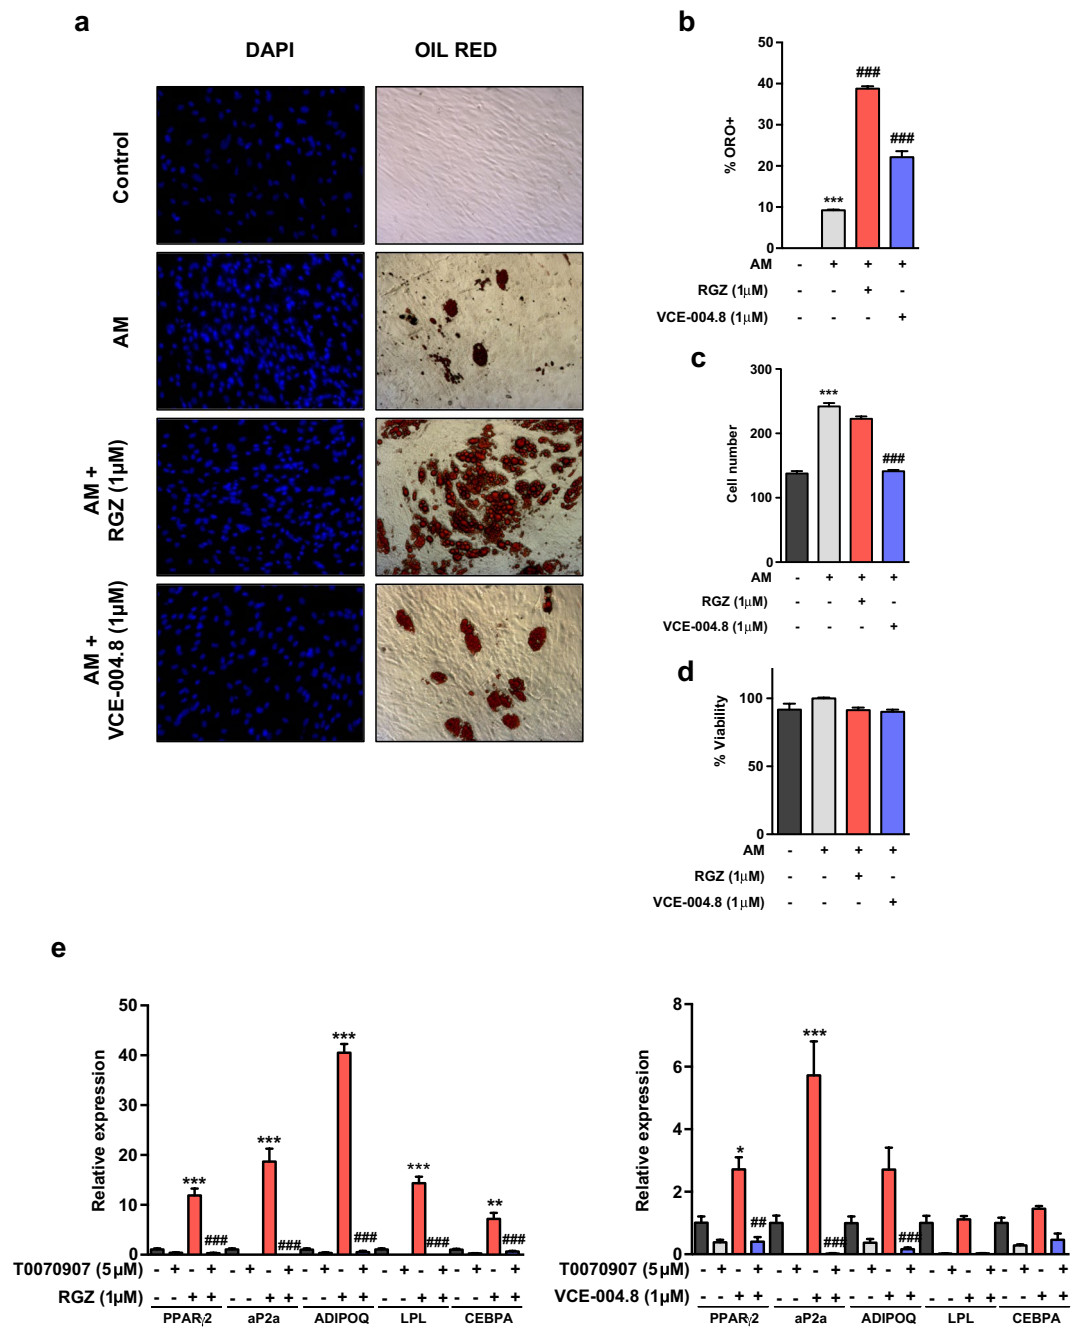 a
DAPI
OIL RED
Control
AM
AM +
RGZ (1µM)
AM +
VCE-004.8 (1µM)
b
50
40
30
20
10
0
% ORO+
***
###
###
AM - + + +
RGZ (1µM) - - + -
VCE-004.8 (1µM) - - - +
c
300
200
100
0
Cell number
***
###
AM - + + +
RGZ (1µM) - - + -
VCE-004.8 (1µM) - - - +
d
100
50
0
% Viability
AM - + + +
RGZ (1µM) - - + -
VCE-004.8 (1µM) - - - +
e
50
40
30
20
10
0
Relative expression
***
###
***
###
***
###
***
###
**
###
T0070907 (5µM) - + - + - + - + - + - + - + - + - + - +
RGZ (1µM) - - + + - - + + - - + + - - + + - - + +
PPARγ2 aP2a ADIPOQ LPL CEBPA
8
6
4
2
0
Relative expression
*
##
***
###
###
T0070907 (5µM) - + - + - + - + - + - + - + - + - + - +
VCE-004.8 (1µM) - - + + - - + + - - + + - - + + - - + +
PPARγ2 aP2a ADIPOQ LPL CEBPA